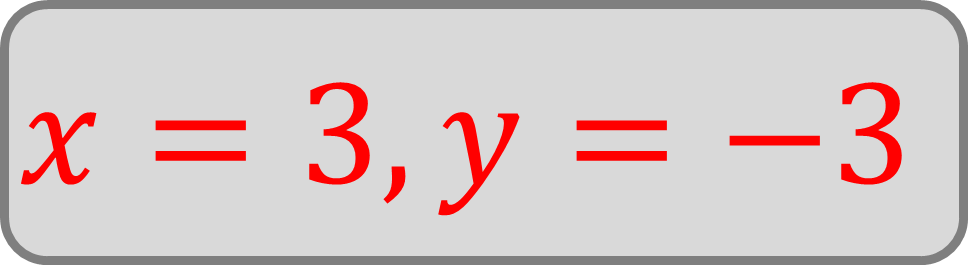 x = 3, y = −3